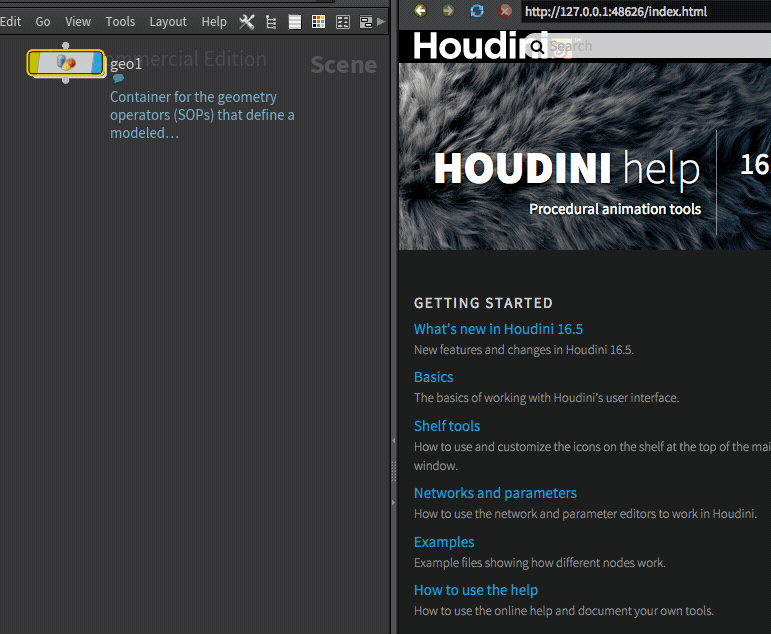 Edit Go View Tools Layout Help
Commercial Edition
Scene
geo1
Container for the geometry
operators (SOPs) that define a
modeled…
http://127.0.0.1:48626/index.html
Houdini
Search
HOUDINI help
16
Procedural animation tools
GETTING STARTED
What's new in Houdini 16.5
New features and changes in Houdini 16.5.
Basics
The basics of working with Houdini's user interface.
Shelf tools
How to use and customize the icons on the shelf at the top of the mai
window.
Networks and parameters
How to use the network and parameter editors to work in Houdini.
Examples
Example files showing how different nodes work.
How to use the help
How to use the online help and document your own tools.